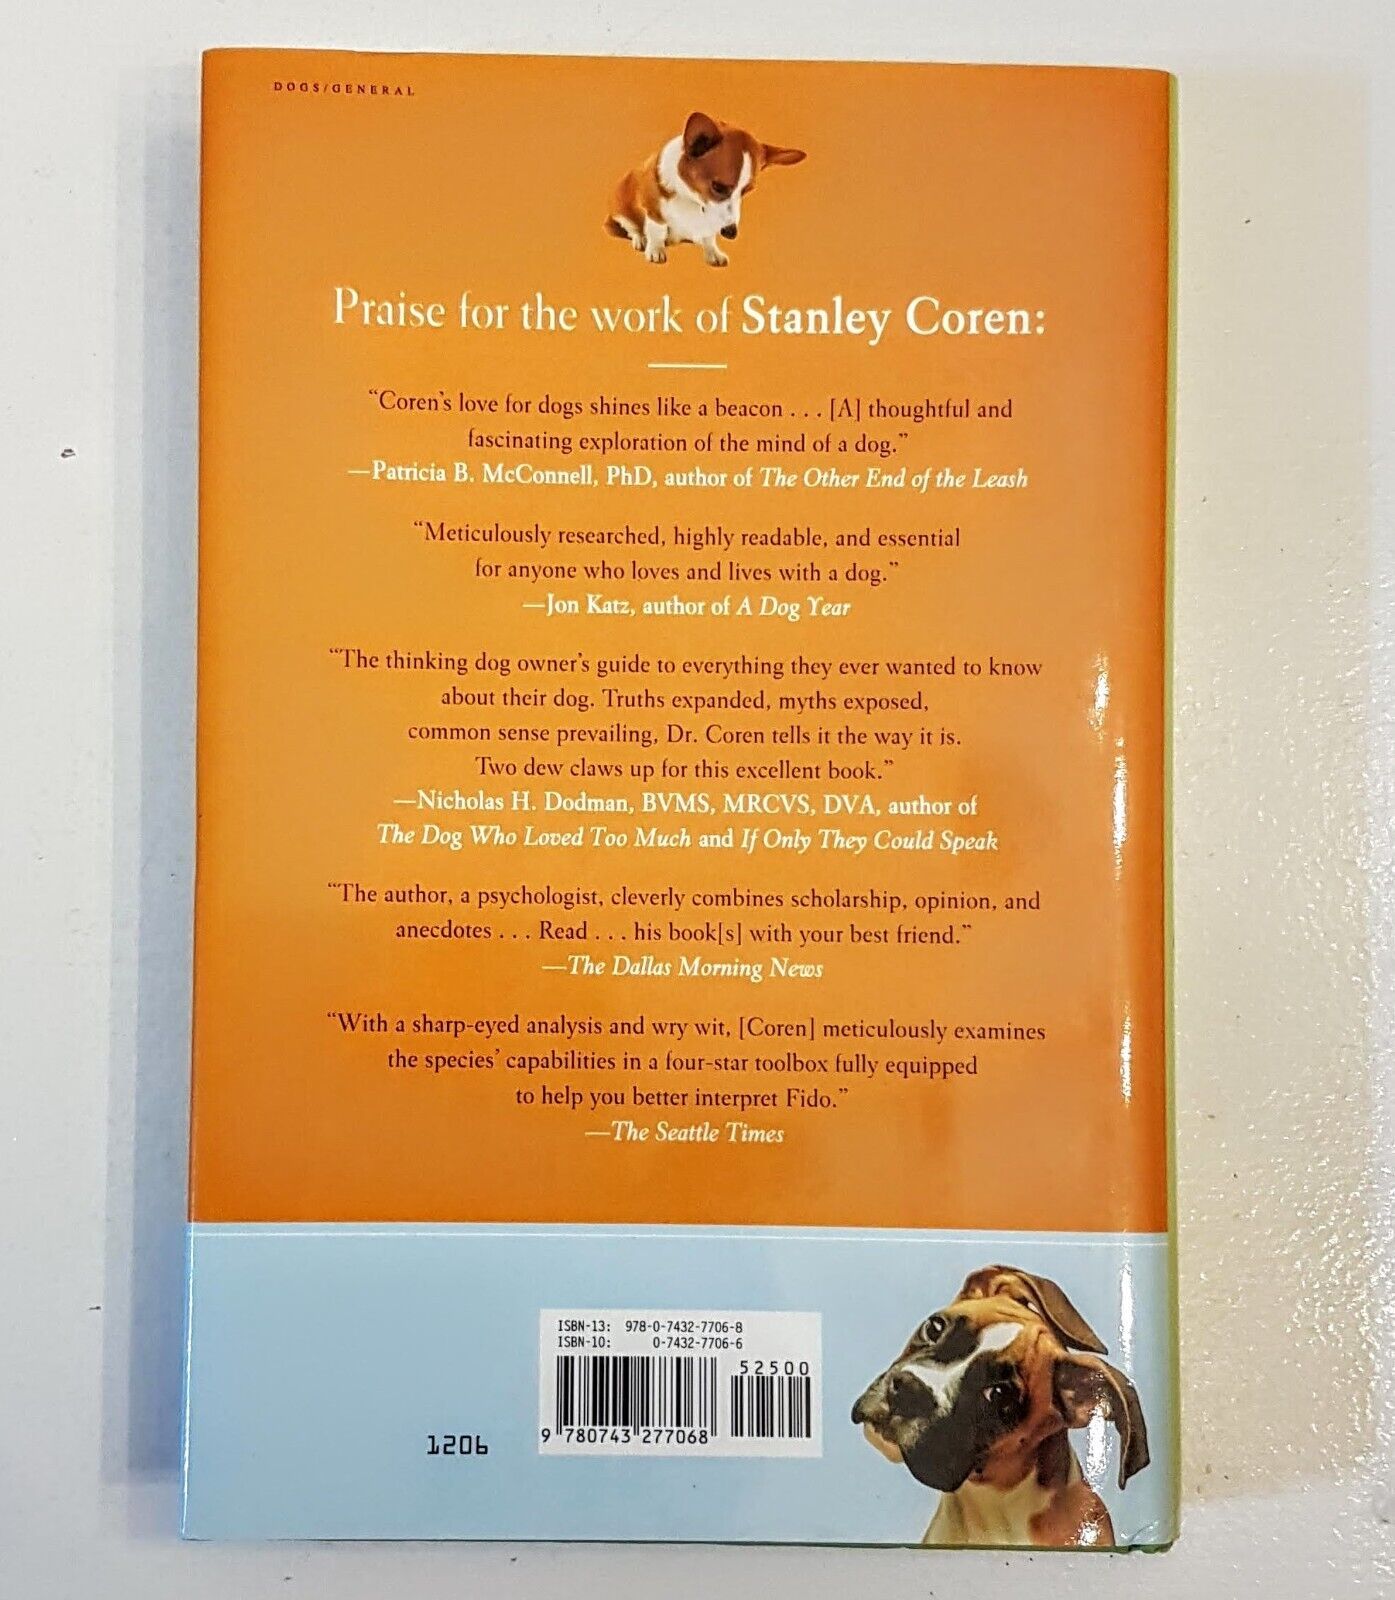 DOGS/GENERAL
Praise for the work of Stanley Coren:
“Coren’s love for dogs shines like a beacon . . . [A] thoughtful and
fascinating exploration of the mind of a dog.”
—Patricia B. McConnell, PhD, author of The Other End of the Leash
“Meticulously researched, highly readable, and essential
for anyone who loves and lives with a dog.”
—Jon Katz, author of A Dog Year
“The thinking dog owner’s guide to everything they ever wanted to know
about their dog. Truths expanded, myths exposed,
common sense prevailing, Dr. Coren tells it the way it is.
Two dew claws up for this excellent book.”
—Nicholas H. Dodman, BVMS, MRCVS, DVA, author of
The Dog Who Loved Too Much and If Only They Could Speak
“The author, a psychologist, cleverly combines scholarship, opinion, and
anecdotes . . . Read . . . his book[s] with your best friend.”
—The Dallas Morning News
“With a sharp-eyed analysis and wry wit, [Coren] meticulously examines
the species’ capabilities in a four-star toolbox fully equipped
to help you better interpret Fido.”
—The Seattle Times
ISBN-13: 978-0-7432-7706-8
ISBN-10: 0-7432-7706-6
52500
9 780743 277068
1206